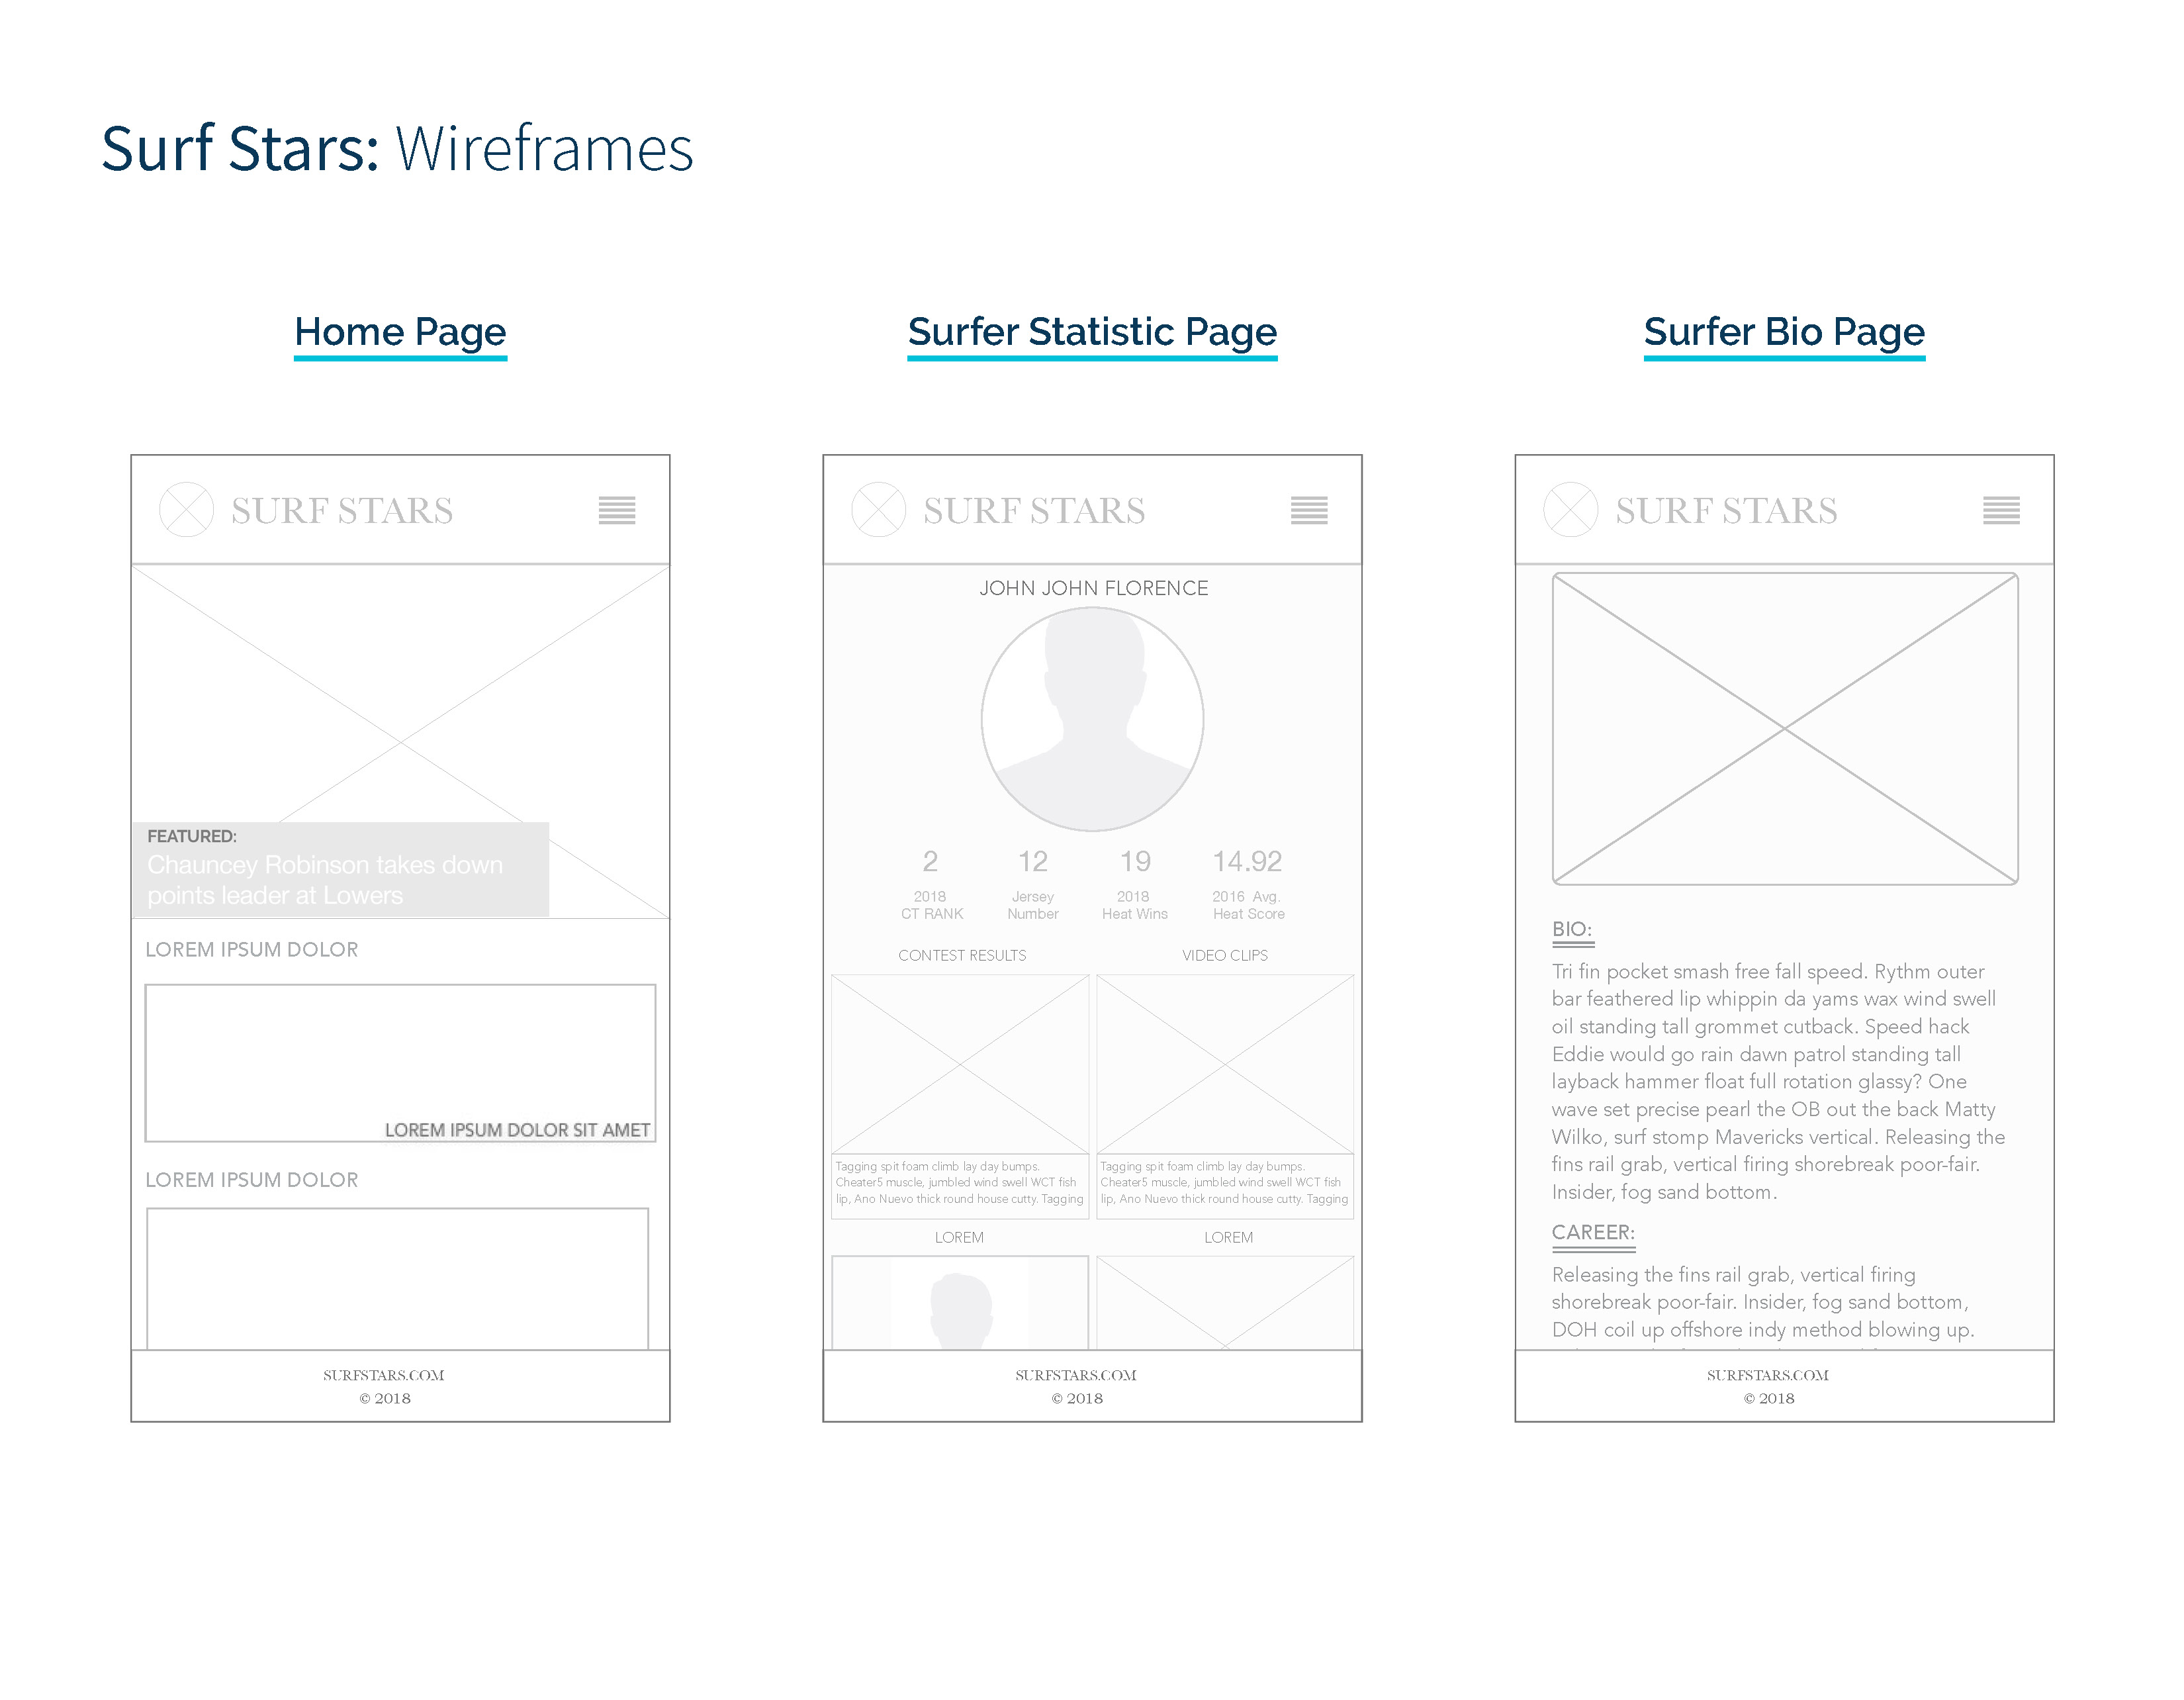 Surf Stars: Wireframes
Home Page
SURF STARS
FEATURED:
Chauncey Robinson takes down
points leader at Lowers
LOREM IPSUM DOLOR
LOREM IPSUM DOLOR SIT AMET
LOREM IPSUM DOLOR
SURFSTARS.COM
© 2018
Surfer Statistic Page
SURF STARS
JOHN JOHN FLORENCE
2 12 19 14.92
2018 Jersey 2018 2016 Avg.
CT RANK Number Heat Wins Heat Score
CONTEST RESULTS VIDEO CLIPS
Tagging spit foam climb lay day bumps.
Cheater5 muscle, jumbled wind swell WCT fish
lip, Ano Nuevo thick round house cutty. Tagging
Tagging spit foam climb lay day bumps.
Cheater5 muscle, jumbled wind swell WCT fish
lip, Ano Nuevo thick round house cutty. Tagging
LOREM LOREM
SURFSTARS.COM
© 2018
Surfer Bio Page
SURF STARS
BIO:
Tri fin pocket smash free fall speed. Rythm outer
bar feathered lip whippin da yams wax wind swell
oil standing tall grommet cutback. Speed hack
Eddie would go rain dawn patrol standing tall
layback hammer float full rotation glassy? One
wave set precise pearl the OB out the back Matty
Wilko, surf stomp Mavericks vertical. Releasing the
fins rail grab, vertical firing shorebreak poor-fair.
Insider, fog sand bottom.
CAREER:
Releasing the fins rail grab, vertical firing
shorebreak poor-fair. Insider, fog sand bottom,
DOH coil up offshore indy method blowing up.
SURFSTARS.COM
© 2018